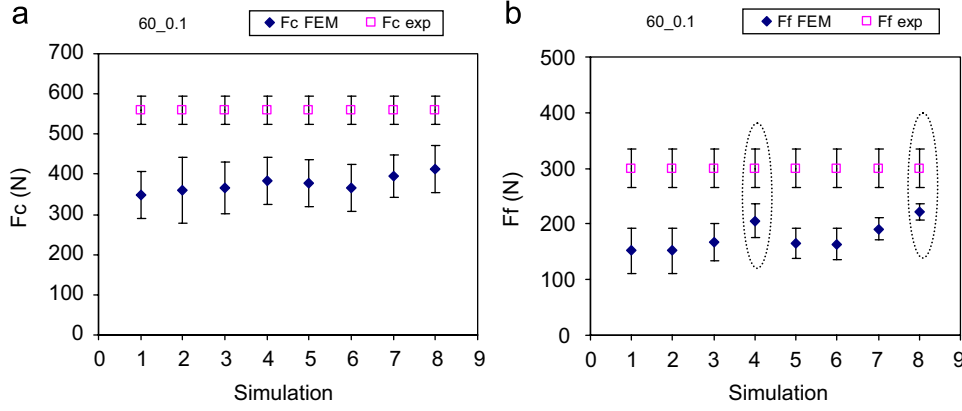 a
60_0.1
Fc FEM
Fc exp
700
600
500
400
300
200
100
0
0 1 2 3 4 5 6 7 8 9
Fc (N)
Simulation
b
60_0.1
Ff FEM
Ff exp
500
400
300
200
100
0
0 1 2 3 4 5 6 7 8 9
Ff (N)
Simulation